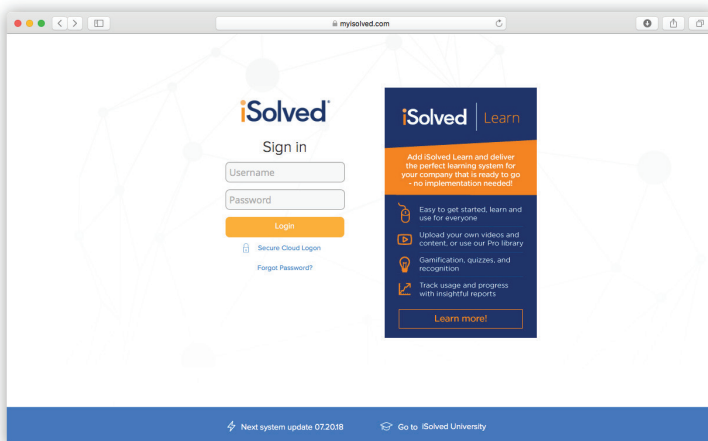 myisolved.com
iSolved
Sign in
Username
Password
Login
Secure Cloud Logon
Forgot Password?
iSolved Learn
Add iSolved Learn and deliver
the perfect learning system for
your company that is ready to go
- no implementation needed!
Easy to get started, learn and
use for everyone
Upload your own videos and
content, or use our Pro library
Gamification, quizzes, and
recognition
Track usage and progress
with insightful reports
Learn more!
Next system update 07.20.18
Go to iSolved University